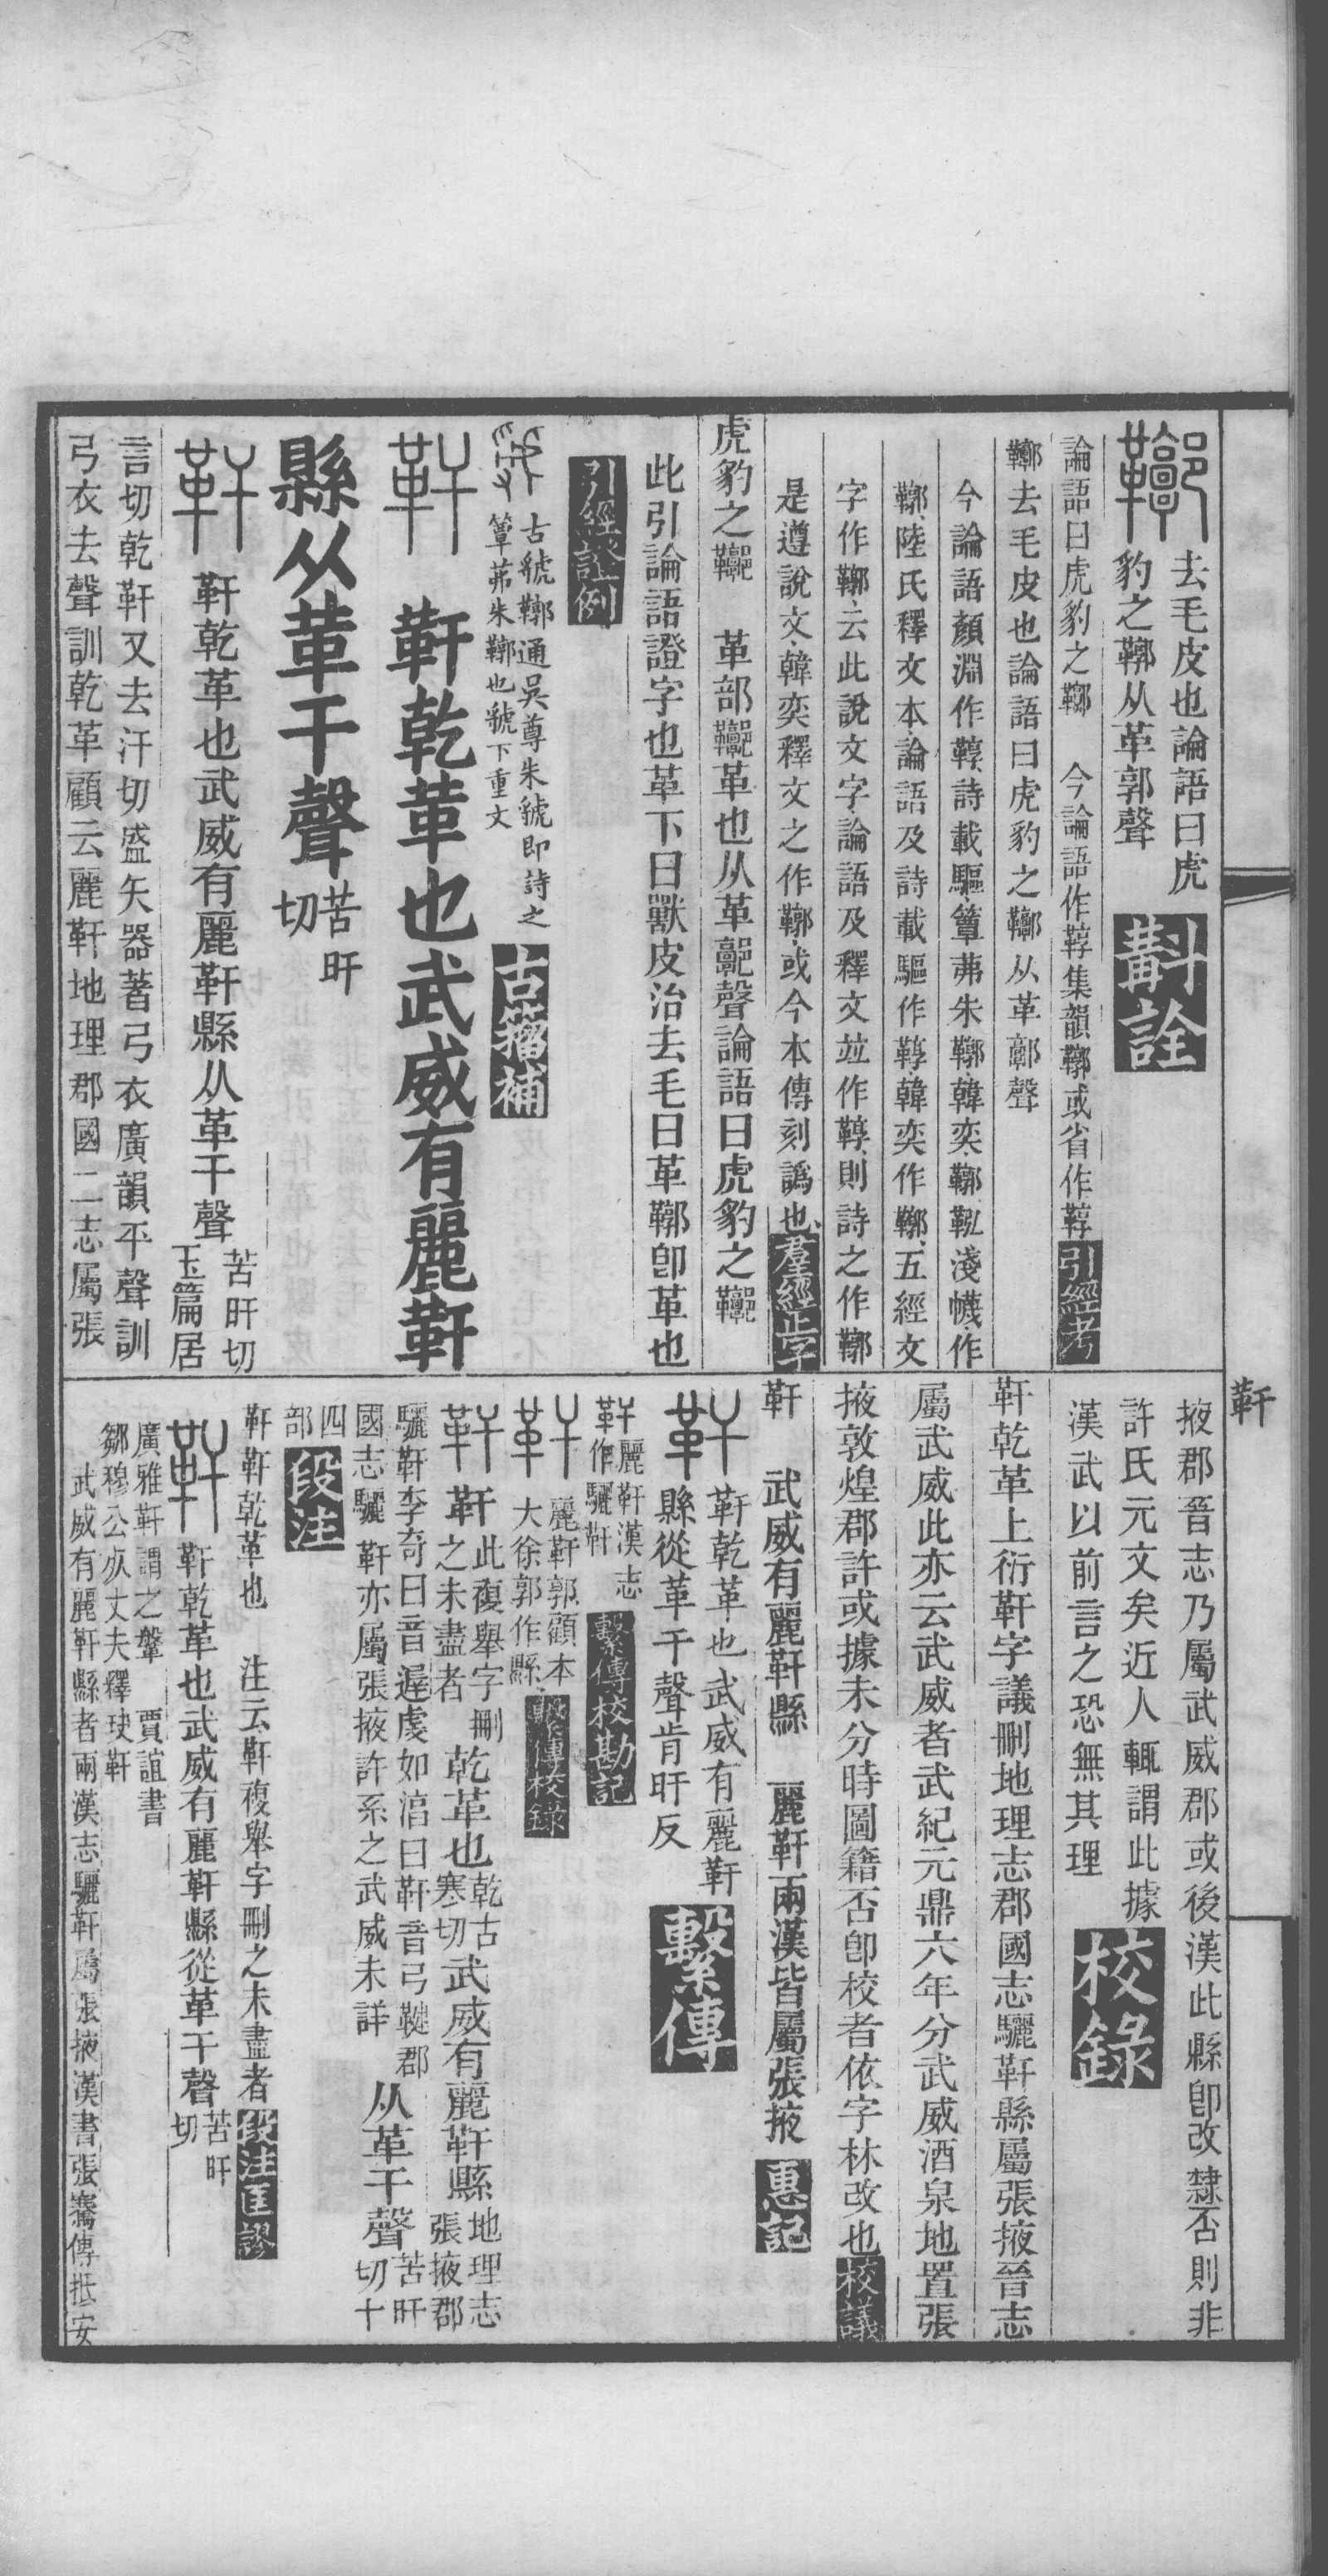 去毛皮也論語曰虎
豹之鞹从革郭聲
斠詮
論語曰虎豹之鞹　今論語作鞟集韻鞹或省作鞟引經考
鞹去毛皮也論語曰虎豹之鞹从革郭聲
今論語顏淵作鞟詩載驅簟茀朱鞹韓奕鞹鞃淺幭作
鞹陸氏釋文本論語及詩載驅作鞟韓奕作鞹五經文
字作鞹云此說文字論語及釋文並作鞟則詩之作鞹
是遵說文韓奕釋文之作鞹或今本傳刻譌也羣經正字
虎豹之鞹　革部鞹革也从革郭聲論語曰虎豹之鞹
此引論語證字也革下曰獸皮治去毛曰革鞹卽革也
引經證例
古虢鞹通吳尊朱虢即詩之
簟茀朱鞹也虢下重文
古籀補
靬乾革也武威有麗靬
縣从革干聲苦旰
切
靬乾革也武威有麗靬縣从革干聲
苦旰切
玉篇居
言切乾靬又去汗切盛矢器著弓衣廣韻平聲訓
弓衣去聲訓乾革顧云麗靬地理郡國二志屬張
靬
掖郡晉志乃屬武威郡或後漢此縣卽改隸否則非
許氏元文矣近人輒謂此據
漢武以前言之恐無其理
校錄
靬乾革上衍靬字議刪地理志郡國志驪靬縣屬張掖晉志
屬武威此亦云武威者武紀元鼎六年分武威酒泉地置張
掖敦煌郡許或據未分時圖籍否卽校者依字林改也校議
靬　武威有麗靬縣　麗靬兩漢皆屬張掖惠記
靬乾革也武威有麗靬
縣從革干聲肯旰反
繫傳
靬麗靬漢志
作驪靬
繫傳校勘記
麗靬郭顧本
大徐郭作縣
繫傳校錄
靬此複舉字刪
之未盡者
乾革也乾古
寒切
武威有麗靬縣地理志
張掖郡
驪靬李奇曰音遲虔如淳曰靬音弓鞬郡
國志驪靬亦屬張掖許系之武威未詳
从革干聲苦旰
切十
四
部
段注
靬靬乾革也　注云靬複舉字刪之未盡者段注匡謬
靬乾革也武威有麗靬縣從革干聲苦旰
切
廣雅靬謂之鞶　賈誼書
鄒穆公
武威有麗靬縣者兩漢志驪靬屬張掖漢書張騫傳抵安